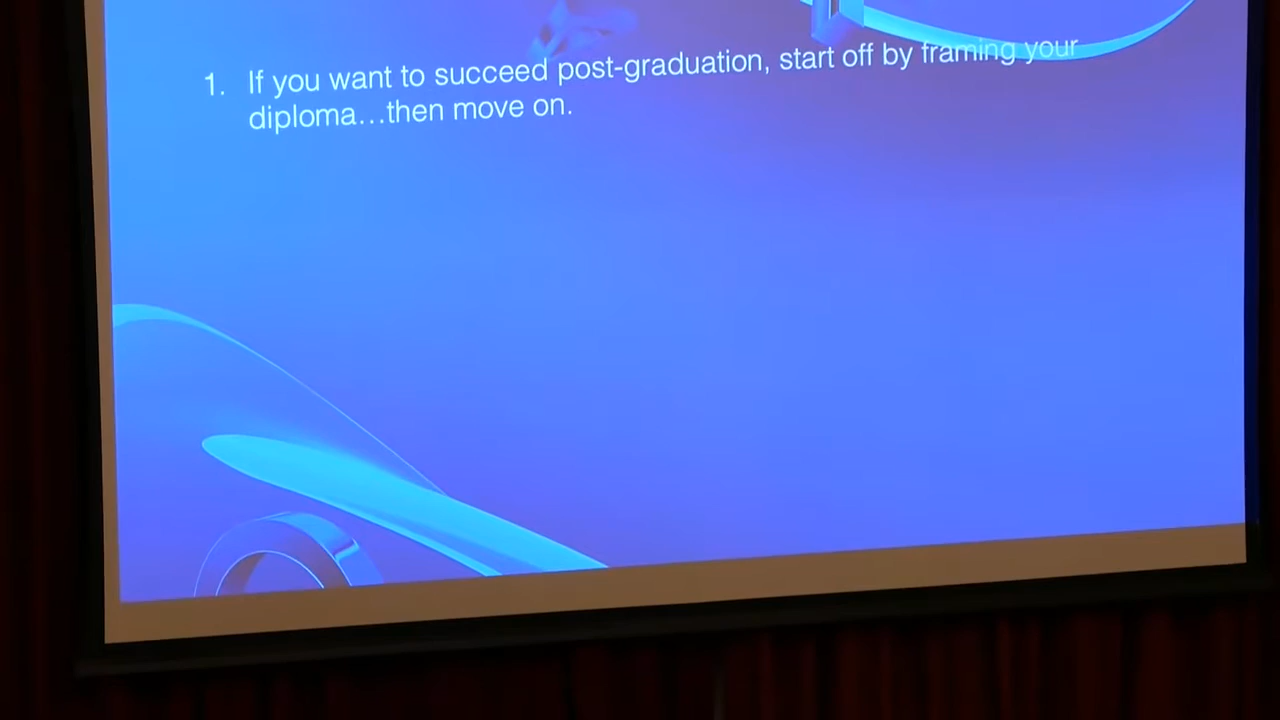 1. If you want to succeed post-graduation, start off by framing your
diploma...then move on.